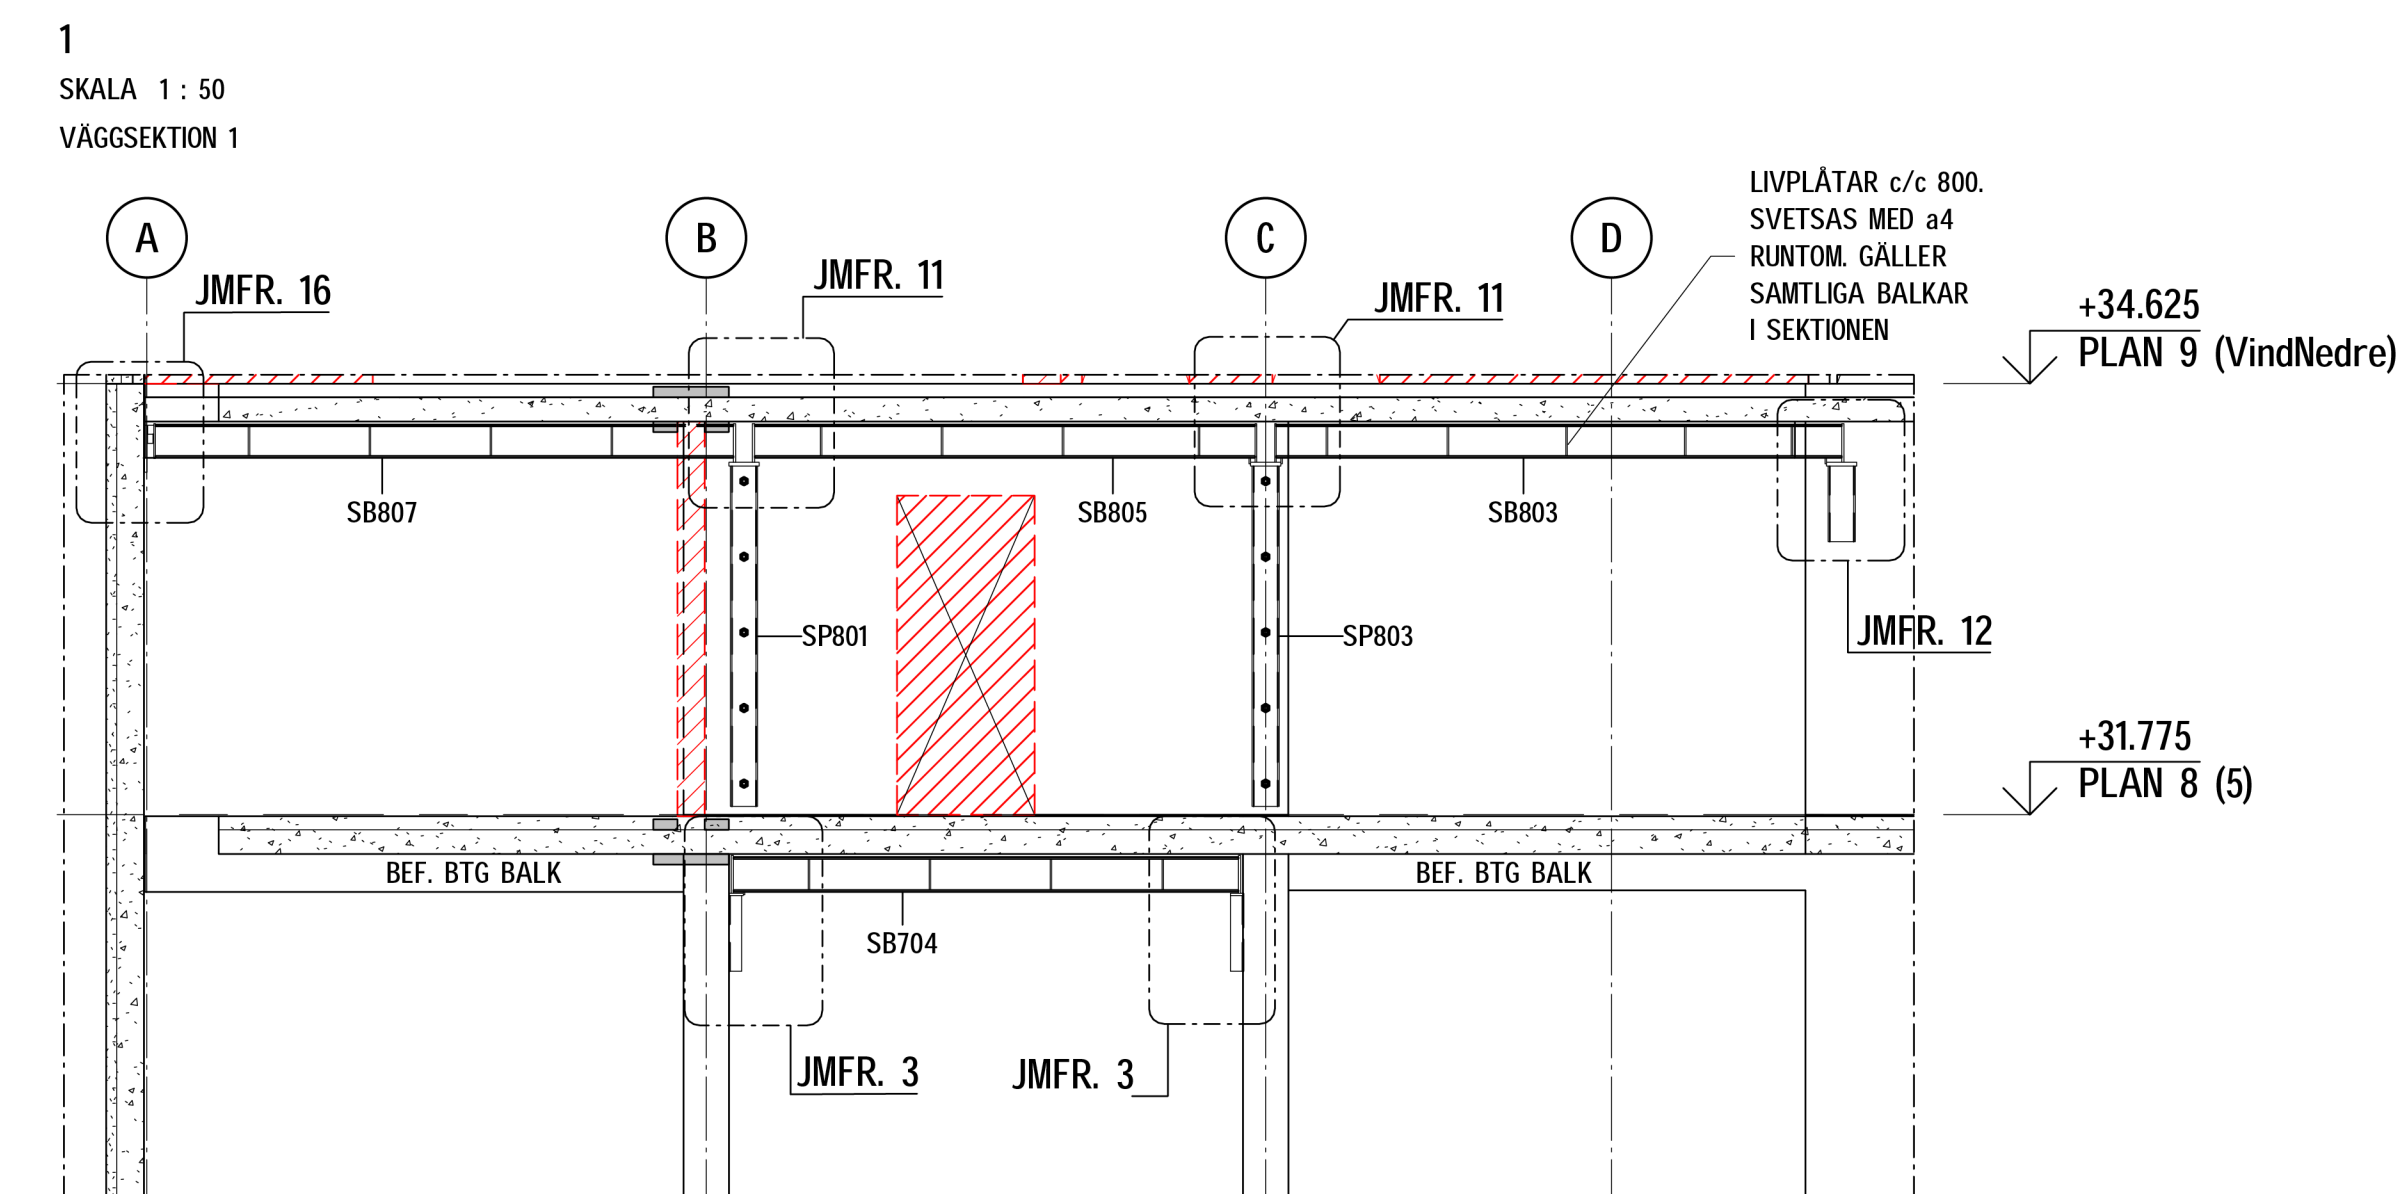 1
SKALA 1 : 50
VÄGGSEKTION 1
LIVPLÅTAR c/c 800.
SVETSAS MED a4
RUNTOM. GÄLLER
SAMTLIGA BALKAR
I SEKTIONEN
A
B
C
D
JMFR. 16
JMFR. 11
JMFR. 11
+34.625
PLAN 9 (VindNedre)
SB807
SB805
SB803
SP801
SP803
JMFR. 12
+31.775
PLAN 8 (5)
BEF. BTG BALK
BEF. BTG BALK
SB704
JMFR. 3
JMFR. 3